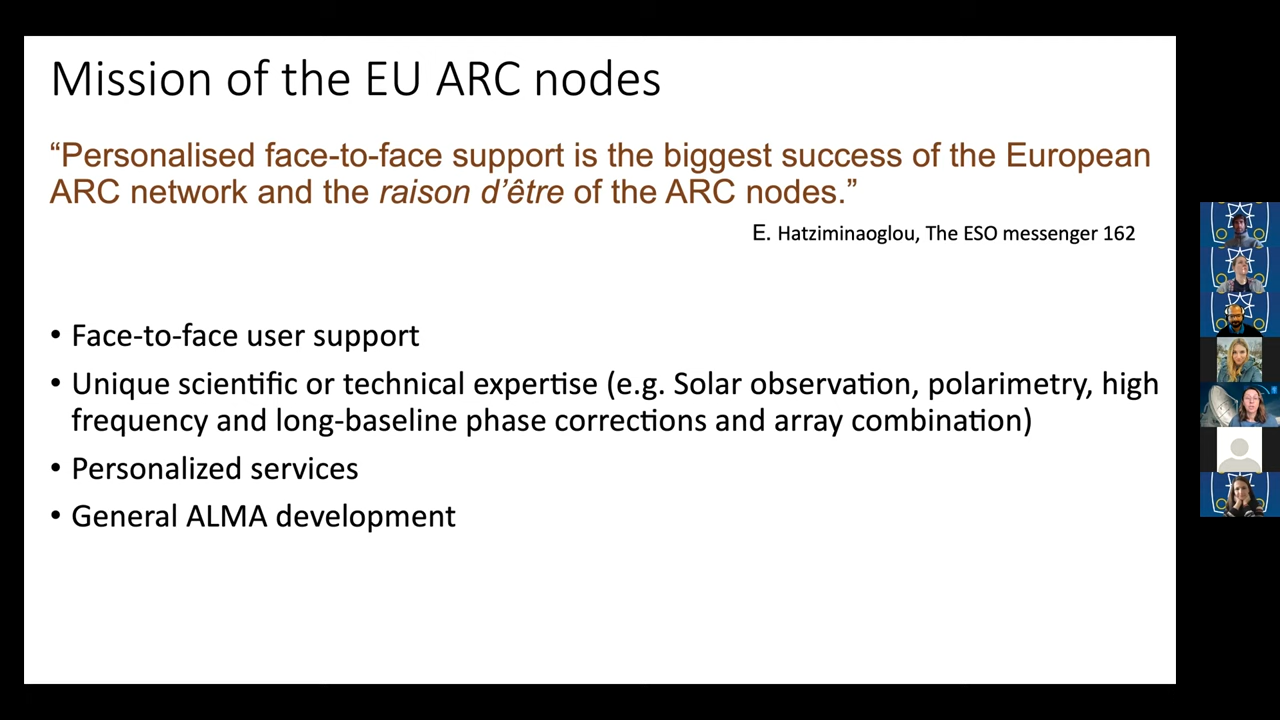 Mission of the EU ARC nodes
“Personalised face-to-face support is the biggest success of the European
ARC network and the raison d’être of the ARC nodes.”
E. Hatziminaoglou, The ESO messenger 162
• Face-to-face user support
• Unique scientific or technical expertise (e.g. Solar observation, polarimetry, high
frequency and long-baseline phase corrections and array combination)
• Personalized services
• General ALMA development